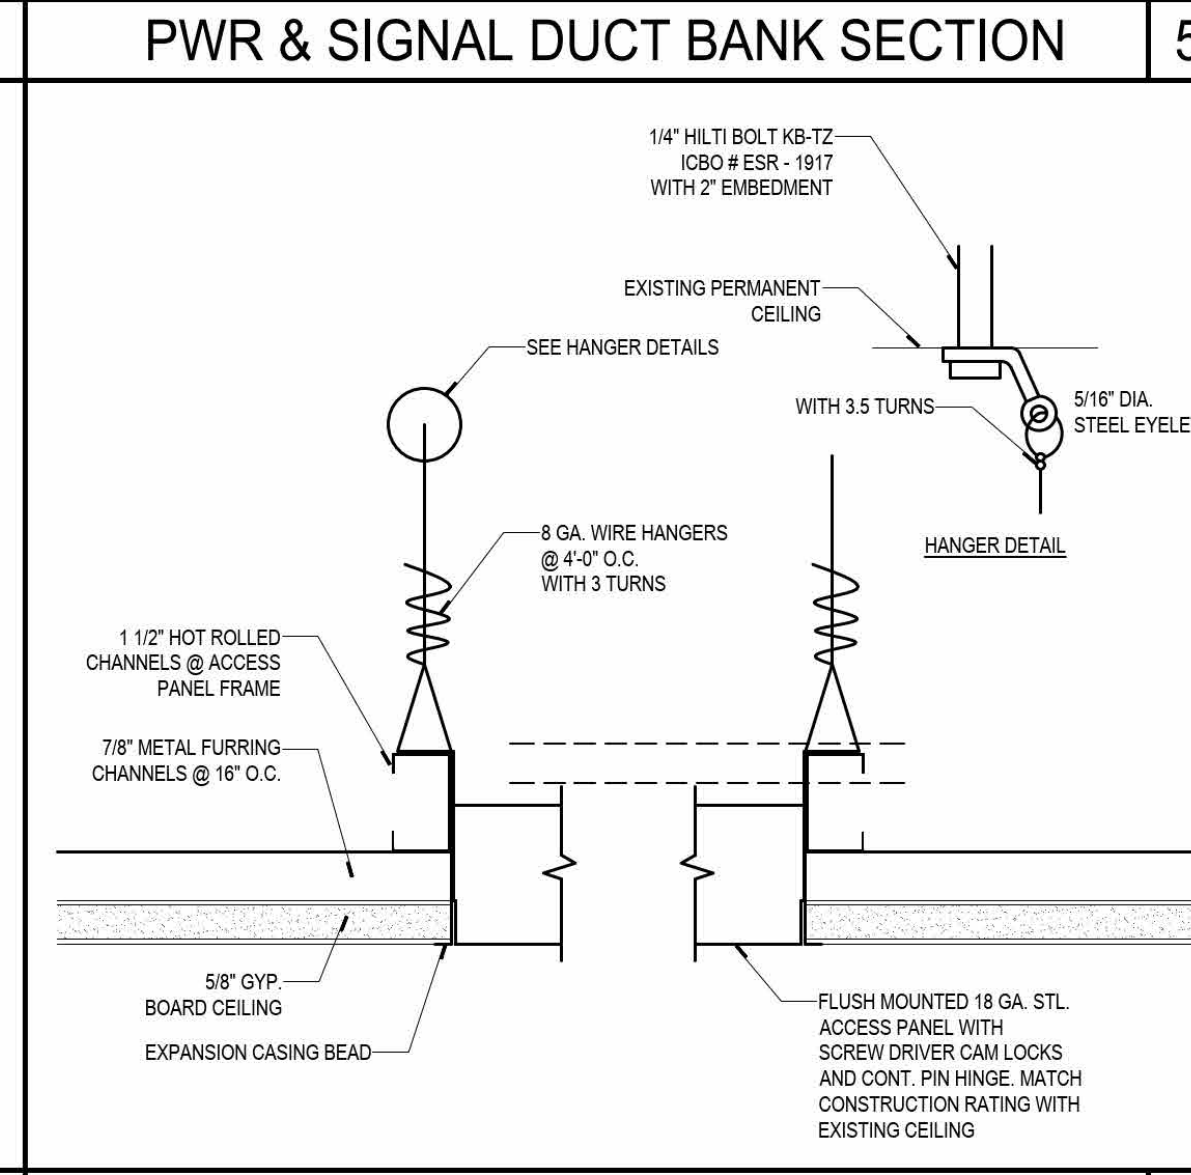 PWR & SIGNAL DUCT BANK SECTION
5
1/4" HILTI BOLT KB-TZ
ICBO # ESR - 1917
WITH 2" EMBEDMENT
EXISTING PERMANENT
CEILING
SEE HANGER DETAILS
WITH 3.5 TURNS
5/16" DIA.
STEEL EYELE
HANGER DETAIL
8 GA. WIRE HANGERS
@ 4'-0" O.C.
WITH 3 TURNS
1 1/2" HOT ROLLED
CHANNELS @ ACCESS
PANEL FRAME
7/8" METAL FURRING
CHANNELS @ 16" O.C.
5/8" GYP.
BOARD CEILING
EXPANSION CASING BEAD
FLUSH MOUNTED 18 GA. STL.
ACCESS PANEL WITH
SCREW DRIVER CAM LOCKS
AND CONT. PIN HINGE. MATCH
CONSTRUCTION RATING WITH
EXISTING CEILING